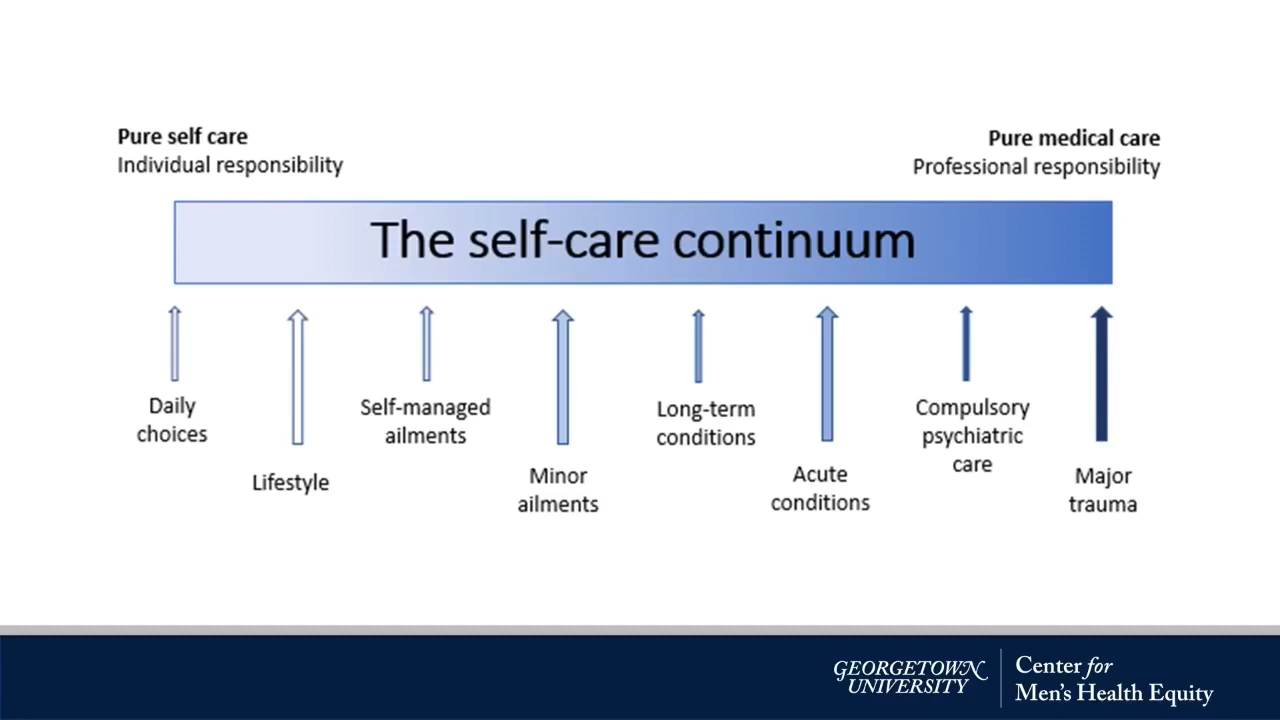 Pure self care
Individual responsibility
Pure medical care
Professional responsibility
The self-care continuum
Daily
choices
Lifestyle
Self-managed
ailments
Minor
ailments
Long-term
conditions
Acute
conditions
Compulsory
psychiatric
care
Major
trauma
GEORGETOWN
UNIVERSITY
Center for
Men's Health Equity